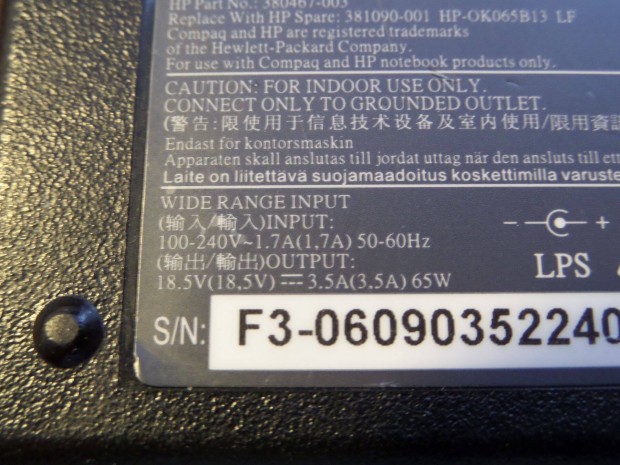 HP Part No.: 380467-003
Replace With HP Spare: 381090-001 HP-OK065B13 LF
Compaq and HP are registered trademarks
of the Hewlett-Packard Company.
For use with Compaq and HP notebook products only.
CAUTION: FOR INDOOR USE ONLY.
CONNECT ONLY TO GROUNDED OUTLET.
(警告:限使用于信息技术设备及室内使用/限用資訊
Endast för kontorsmaskin
Apparaten skall anslutas till jordat uttag när den ansluts till ett
Laite on liitettävä suojamaadoitus koskettimilla varuste
WIDE RANGE INPUT
(输入/輸入)INPUT:
100-240V~1.7A(1,7A) 50-60Hz
(输出/輸出)OUTPUT:
18.5V(18,5V) ⎓ 3.5A(3,5A) 65W
- +
LPS
S/N: F3-06090352240